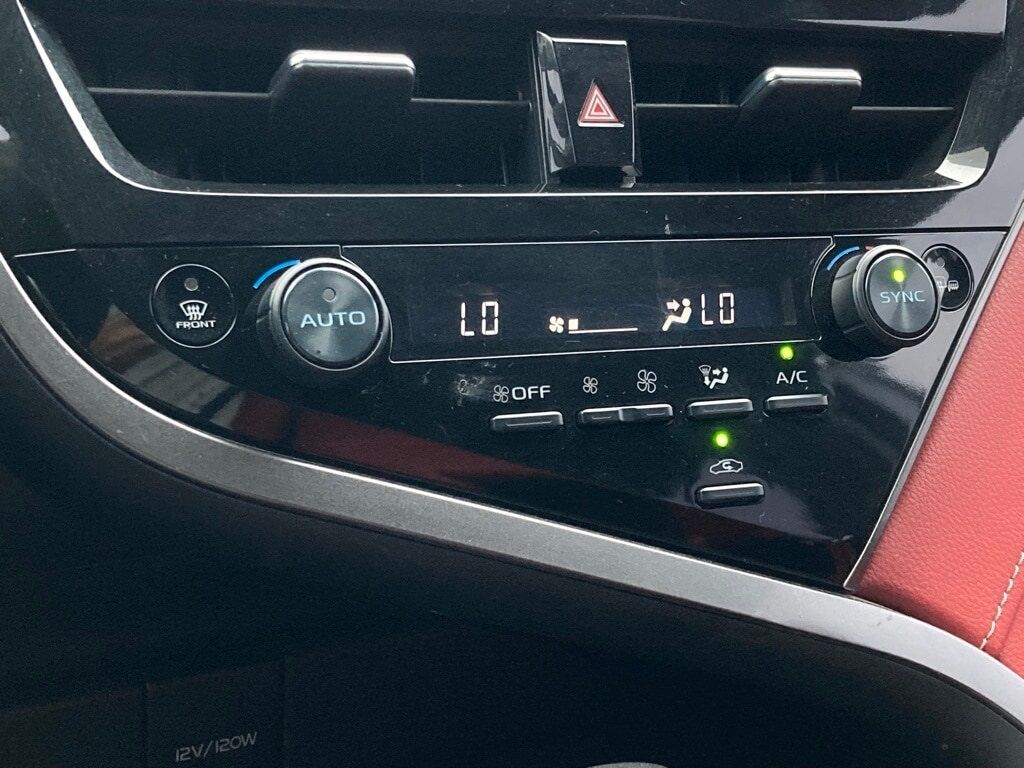 FRONT
AUTO
LO
LO
SYNC
OFF
A/C
12V/120W